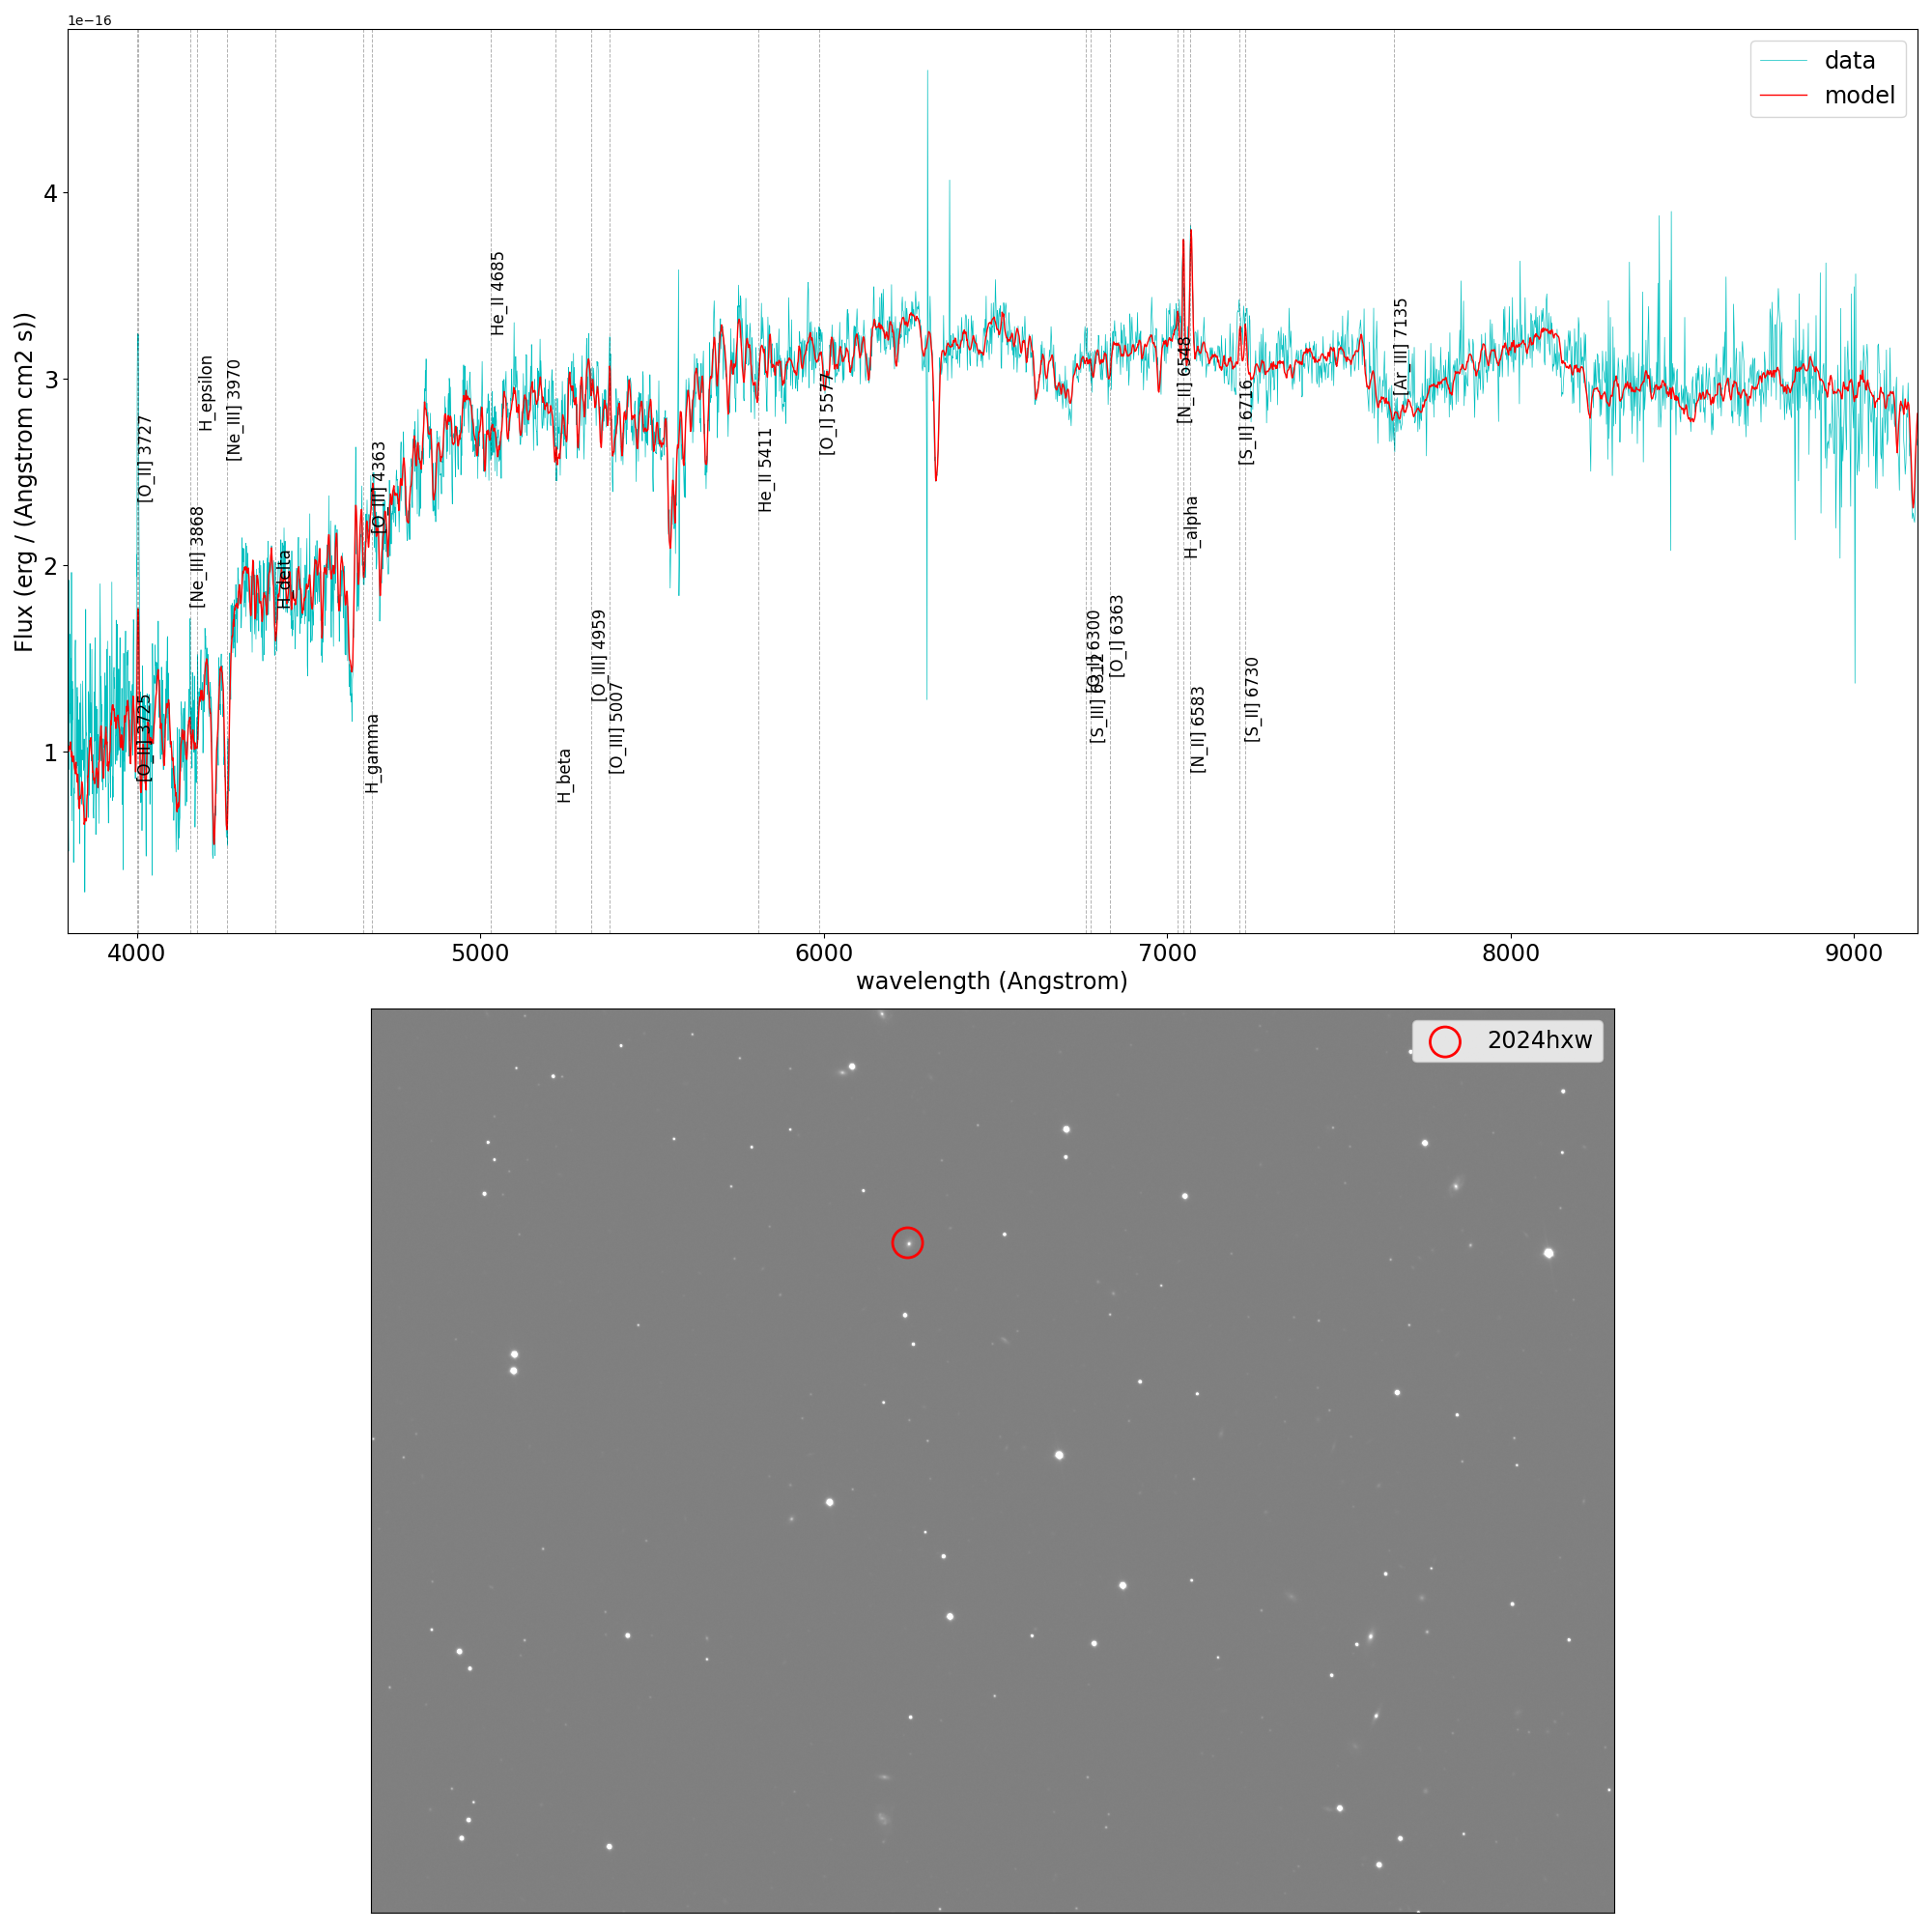 1e−16
data
model
Flux (erg / (Angstrom cm2 s))
4
3
2
1
[O_II] 3727
[O_II] 3725
[Ne_III] 3868
H_epsilon
[Ne_III] 3970
H_delta
H_gamma
[O_III] 4363
He_II 4685
H_beta
[O_III] 4959
[O_III] 5007
He_II 5411
[O_I] 5577
[O_I] 6300
[S_III] 6312
[O_I] 6363
[N_II] 6548
H_alpha
[N_II] 6583
[S_II] 6716
[S_II] 6730
[Ar_III] 7135
4000
5000
6000
7000
8000
9000
wavelength (Angstrom)
2024hxw